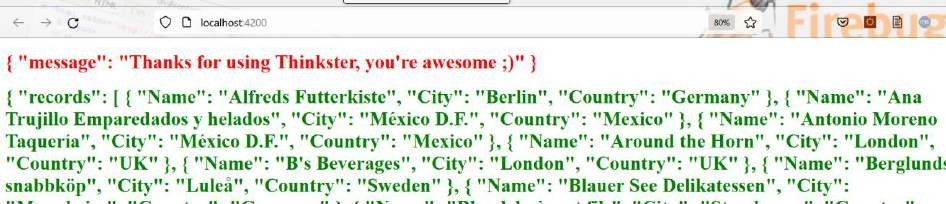 localhost:4200
80%
Firebug
{ "message": "Thanks for using Thinkster, you're awesome ;)" }
{ "records": [ { "Name": "Alfreds Futterkiste", "City": "Berlin", "Country": "Germany" }, { "Name": "Ana
Trujillo Emparedados y helados", "City": "México D.F.", "Country": "Mexico" }, { "Name": "Antonio Moreno
Taquería", "City": "México D.F.", "Country": "Mexico" }, { "Name": "Around the Horn", "City": "London",
"Country": "UK" }, { "Name": "B's Beverages", "City": "London", "Country": "UK" }, { "Name": "Berglunds
snabbköp", "City": "Luleå", "Country": "Sweden" }, { "Name": "Blauer See Delikatessen", "City":